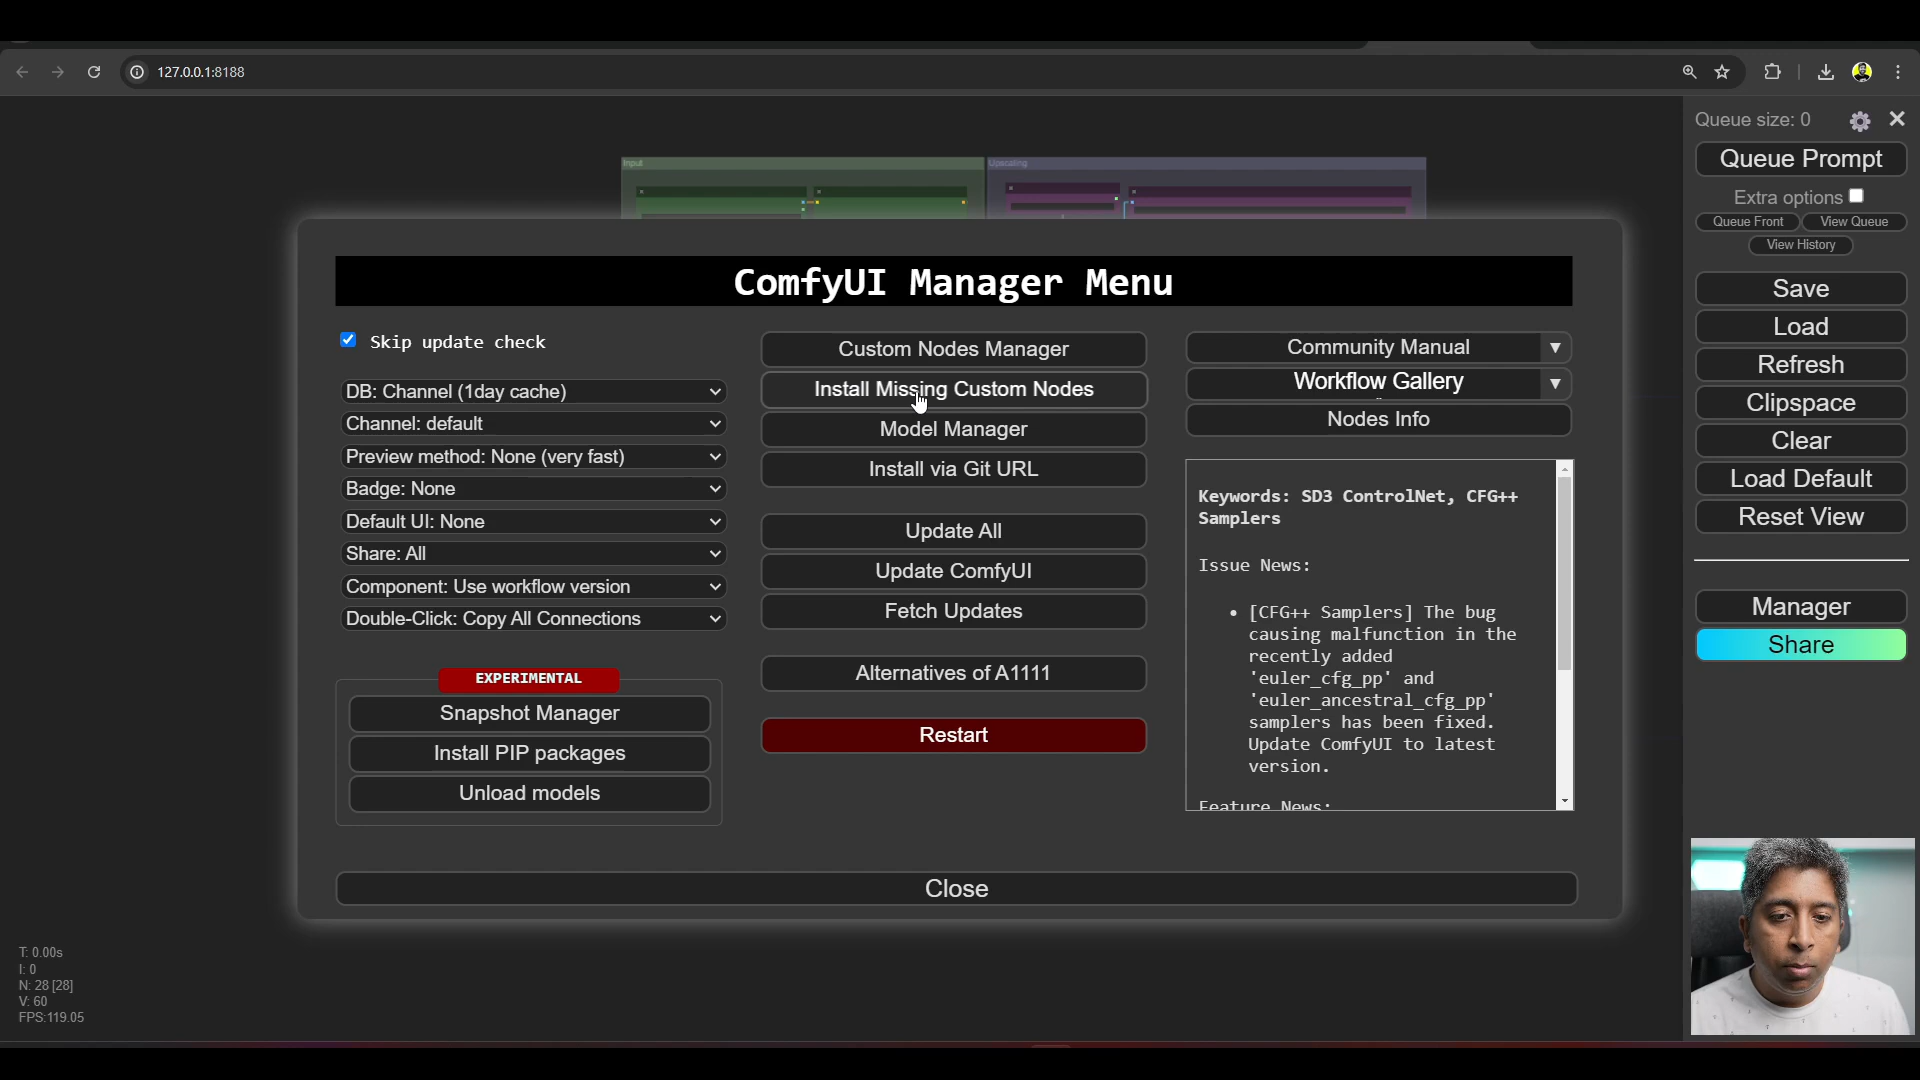 127.0.0.1:8188
Input
Upscaling
Queue size: 0
Queue Prompt
Extra options
Queue Front
View Queue
View History
Save
Load
Refresh
Clipspace
Clear
Load Default
Reset View
Manager
Share
ComfyUI Manager Menu
Skip update check
DB: Channel (1day cache)
Channel: default
Preview method: None (very fast)
Badge: None
Default UI: None
Share: All
Component: Use workflow version
Double-Click: Copy All Connections
EXPERIMENTAL
Snapshot Manager
Install PIP packages
Unload models
Custom Nodes Manager
Install Missing Custom Nodes
Model Manager
Install via Git URL
Update All
Update ComfyUI
Fetch Updates
Alternatives of A1111
Restart
Community Manual
Workflow Gallery
Nodes Info
Keywords: SD3 ControlNet, CFG++
Samplers
Issue News:
• [CFG++ Samplers] The bug
causing malfunction in the
recently added
'euler_cfg_pp' and
'euler_ancestral_cfg_pp'
samplers has been fixed.
Update ComfyUI to latest
version.
Feature News:
Close
T: 0.00s
I: 0
N: 28 [28]
V: 60
FPS:119.05